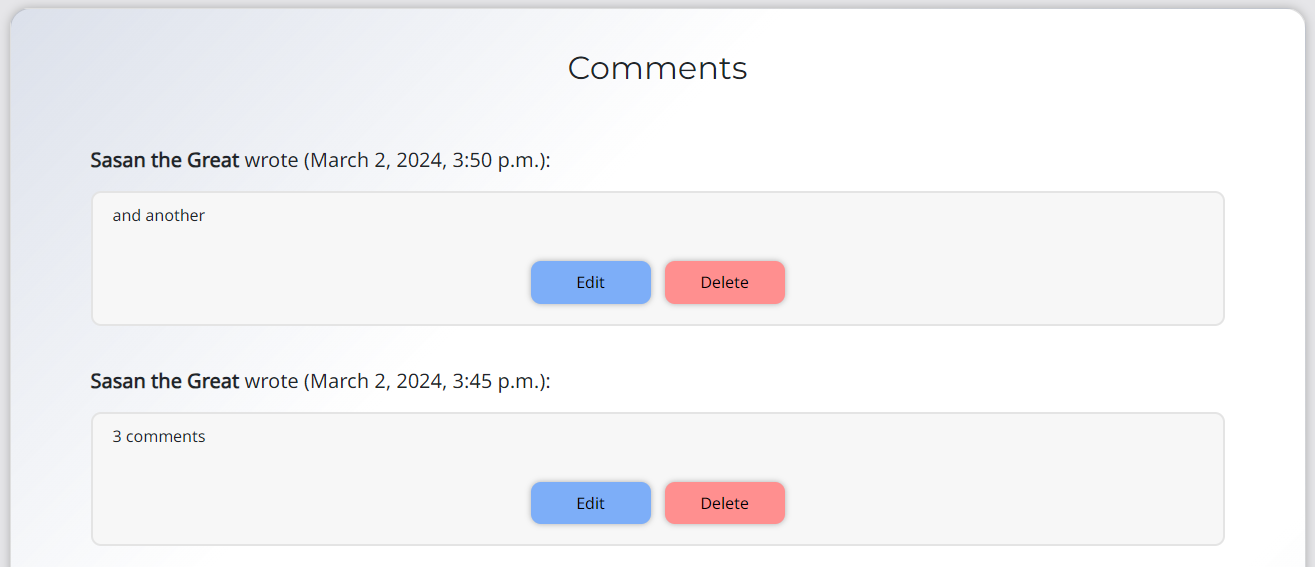 Comments
Sasan the Great wrote (March 2, 2024, 3:50 p.m.):
and another
Edit Delete
Sasan the Great wrote (March 2, 2024, 3:45 p.m.):
3 comments
Edit Delete